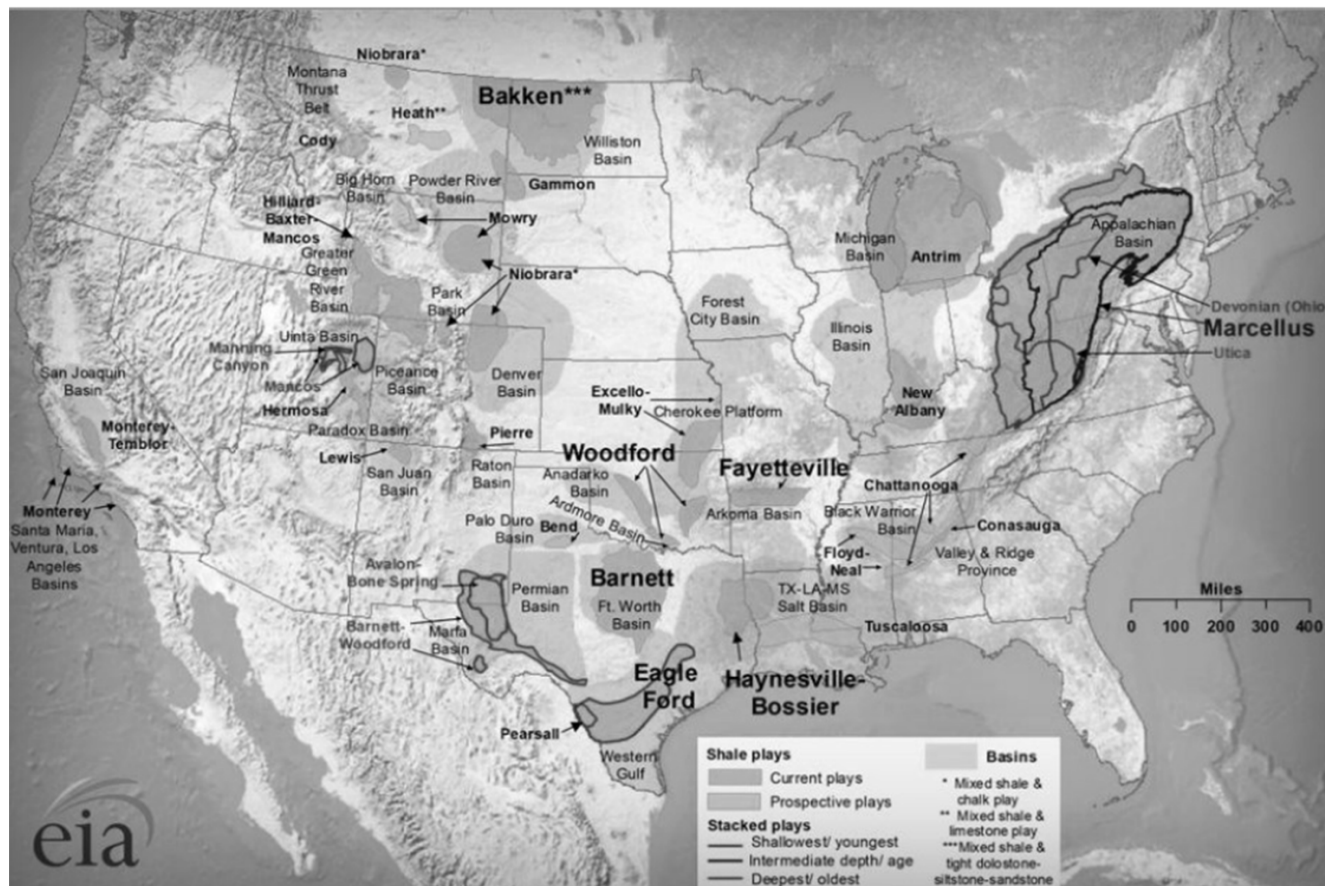 Niobrara*
Montana
Thrust
Belt
Bakken***
Heath**
Cody
Williston
Basin
Big Horn
Basin
Powder River
Basin
Gammon
Hilliard-
Baxter-
Mancos
Mowry
Greater
Green
River
Basin
Niobrara*
Park
Basin
Michigan
Basin
Antrim
Appalachian
Basin
Forest
City Basin
Illinois
Basin
Devonian (Ohio
Marcellus
Utica
Uinta Basin
Manning
Canyon
Mancos
Piceance
Basin
Denver
Basin
San Joaquin
Basin
Hermosa
Excello-
Mulky
Cherokee Platform
New
Albany
Monterey-
Temblor
Paradox Basin
Pierre
Lewis
San Juan
Basin
Raton
Basin
Woodford
Anadarko
Basin
Fayetteville
Chattanooga
Monterey
Santa Maria,
Ventura, Los
Angeles
Basins
Palo Duro
Basin
Bend
Ardmore Basin
Arkoma Basin
Black Warrior
Basin
Conasauga
Floyd-
Neal
Valley & Ridge
Province
Avalon-
Bone Spring
Permian
Basin
Barnett
Ft. Worth
Basin
TX-LA-MS
Salt Basin
Tuscaloosa
Barnett-
Woodford
Marfa
Basin
Eagle
Ford
Haynesville-
Bossier
Pearsall
Western
Gulf
Miles
0 100 200 300 400
Shale plays
Current plays
Prospective plays
Stacked plays
Shallowest/ youngest
Intermediate depth/ age
Deepest/ oldest
Basins
* Mixed shale &
chalk play
** Mixed shale &
limestone play
***Mixed shale &
tight dolostone-
siltstone-sandstone
eia